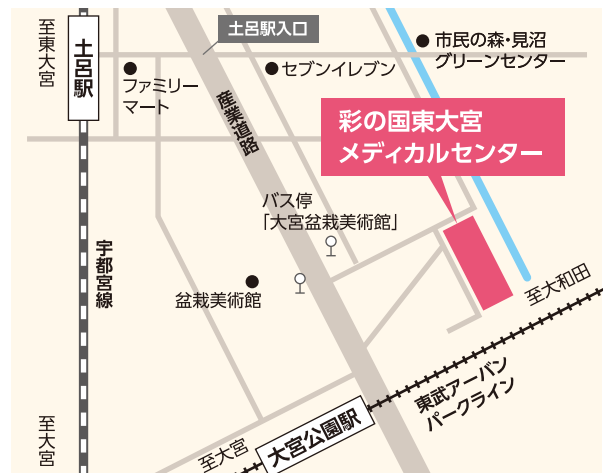 至東大宮
土呂駅
土呂駅入口
市民の森・見沼
グリーンセンター
ファミリー
マート
セブンイレブン
産業道路
彩の国東大宮
メディカルセンター
バス停
「大宮盆栽美術館」
宇都宮線
盆栽美術館
至大和田
東武アーバン
パークライン
大宮公園駅
至大宮
至大宮